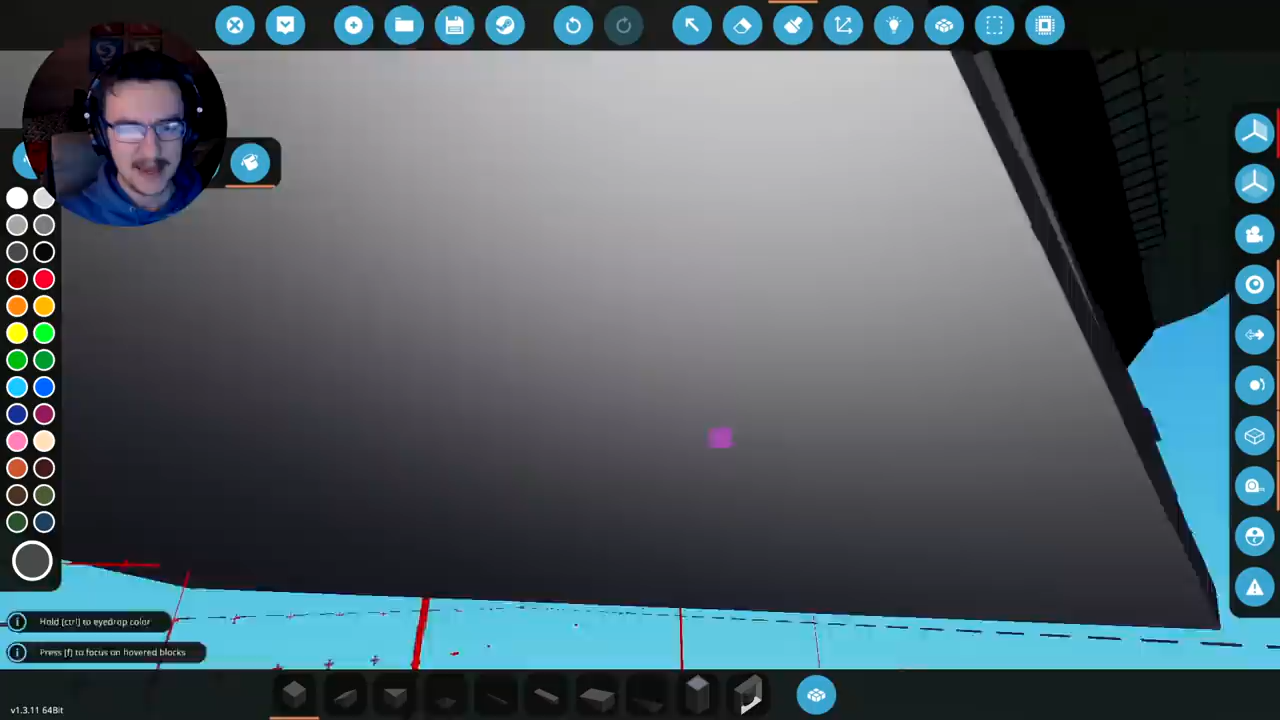 Hold [ctrl] to eyedrop color
Press [f] to focus on hovered blocks
v1.3.11 64Bit